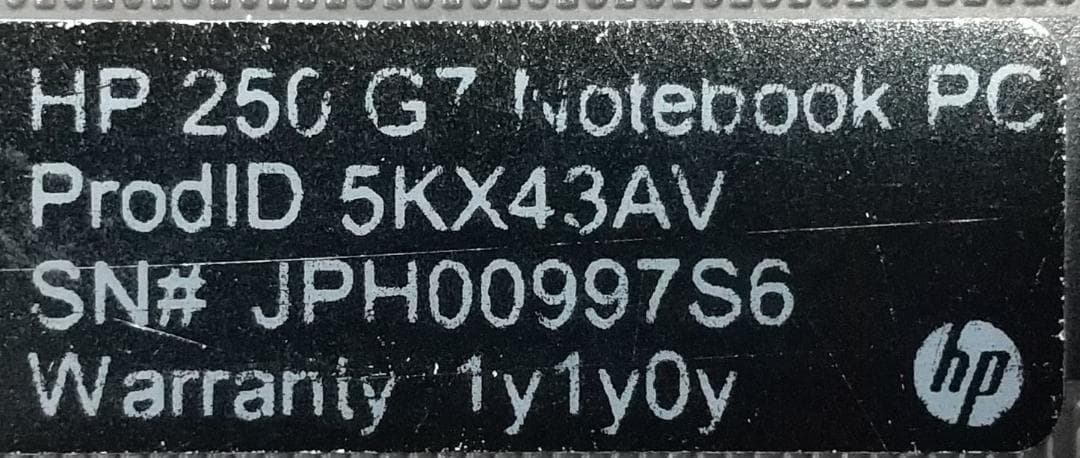 HP 250 G7 Notebook PC
ProdID 5KX43AV
SN# JPH00997S6
Warranty 1y1y0y
hp